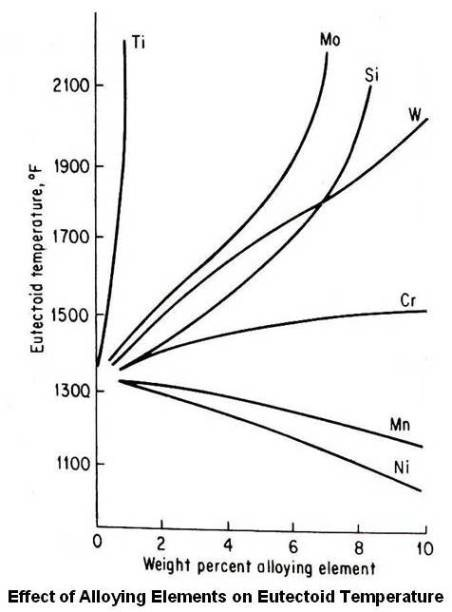 Ti
Mo
Si
W
Cr
Mn
Ni
2100
1900
1700
1500
1300
1100
Eutectoid temperature, °F
0 2 4 6 8 10
Weight percent alloying element
Effect of Alloying Elements on Eutectoid Temperature